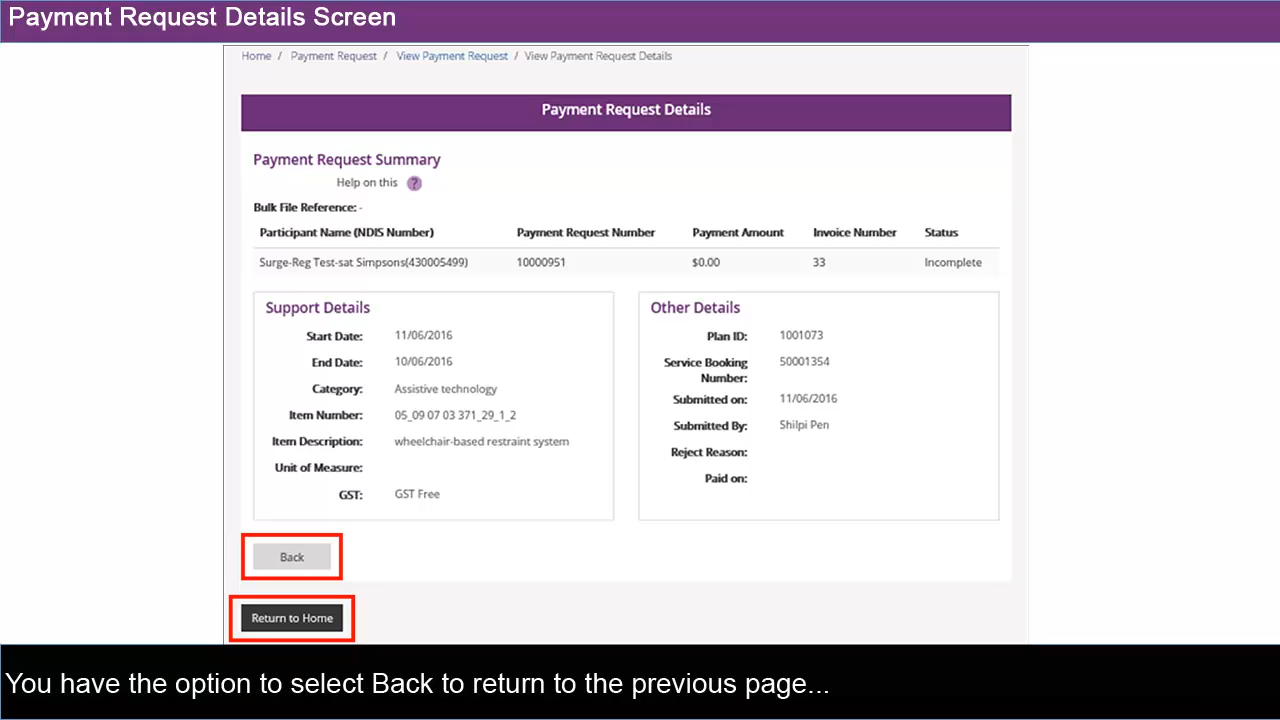 Payment Request Details Screen
Home / Payment Request / View Payment Request / View Payment Request Details
Payment Request Details
Payment Request Summary
Help on this ?
Bulk File Reference: -
Participant Name (NDIS Number) Payment Request Number Payment Amount Invoice Number Status
Surge-Reg Test-sat Simpsons(430005499) 10000951 $0.00 33 Incomplete
Support Details
Start Date: 11/06/2016
End Date: 10/06/2016
Category: Assistive technology
Item Number: 05_09 07 03 371_29_1_2
Item Description: wheelchair-based restraint system
Unit of Measure:
GST: GST Free
Other Details
Plan ID: 1001073
Service Booking 50001354
Number:
Submitted on: 11/06/2016
Submitted By: Shilpi Pen
Reject Reason:
Paid on:
Back
Return to Home
You have the option to select Back to return to the previous page...